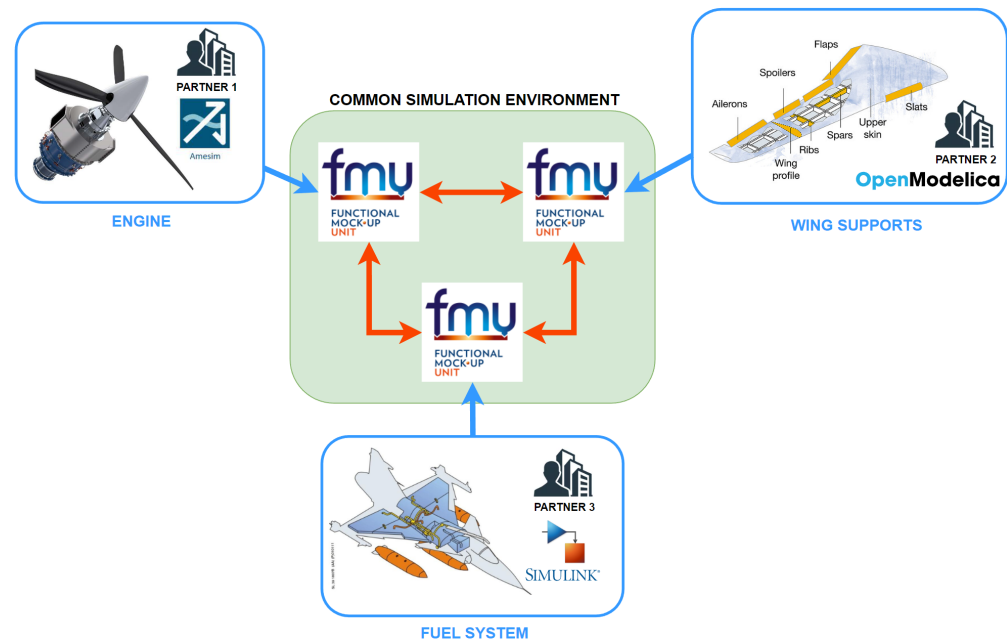 COMMON SIMULATION ENVIRONMENT
PARTNER 1
Amesim
ENGINE
fmu
FUNCTIONAL
MOCK-UP
UNIT
fmu
FUNCTIONAL
MOCK-UP
UNIT
fmu
FUNCTIONAL
MOCK-UP
UNIT
Flaps
Spoilers
Ailerons
Slats
Upper
skin
Spars
Ribs
Wing
profile
PARTNER 2
OpenModelica
WING SUPPORTS
PARTNER 3
SIMULINK®
FUEL SYSTEM